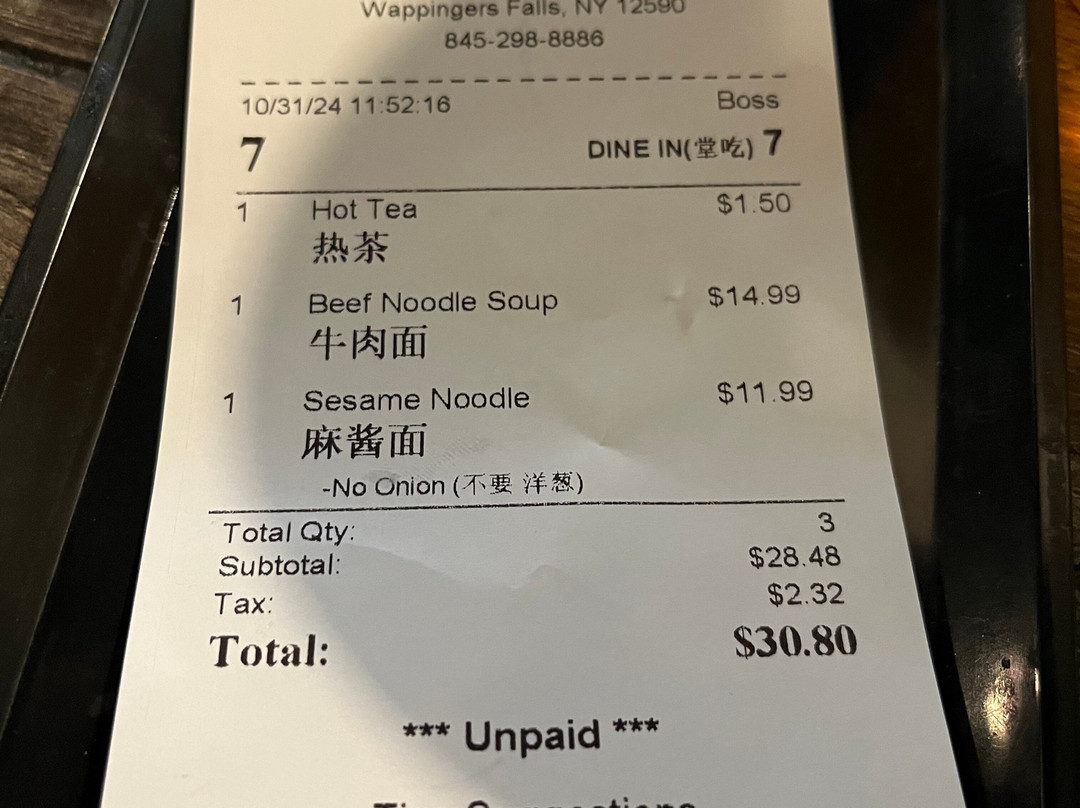 Wappingers Falls, NY 12590
845-298-8886
10/31/24 11:52:16 Boss
7 DINE IN(堂吃) 7
1 Hot Tea $1.50
热茶
1 Beef Noodle Soup $14.99
牛肉面
1 Sesame Noodle $11.99
麻酱面
-No Onion (不要 洋葱)
Total Qty: 3
Subtotal: $28.48
Tax: $2.32
Total: $30.80
*** Unpaid ***